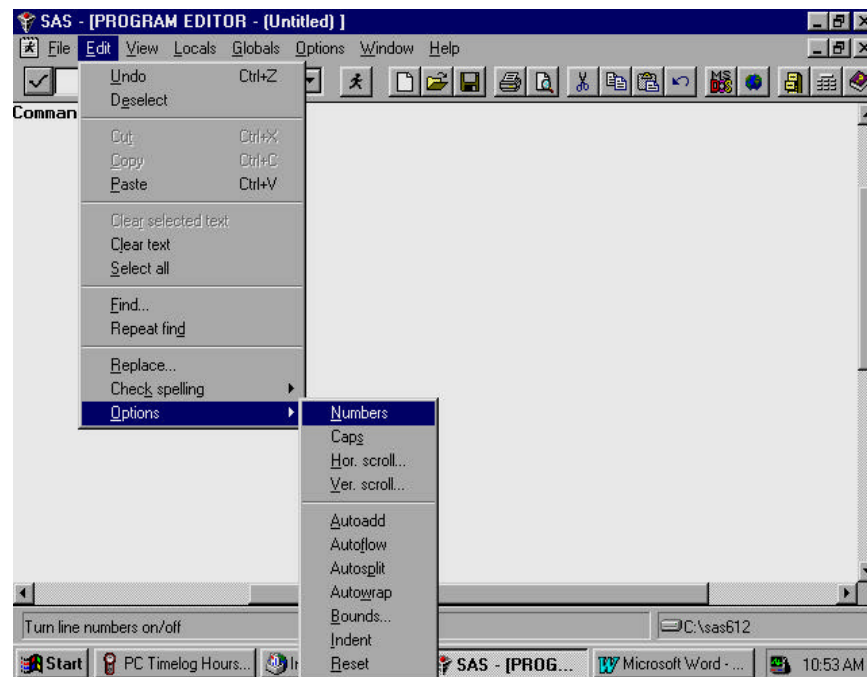 SAS - [PROGRAM EDITOR - (Untitled) ]
File Edit View Locals Globals Options Window Help
Comman
Undo Ctrl+Z
Deselect
Cut Ctrl+X
Copy Ctrl+C
Paste Ctrl+V
Clear selected text
Clear text
Select all
Find...
Repeat find
Replace...
Check spelling
Options
Numbers
Caps
Hor. scroll...
Ver. scroll...
Autoadd
Autoflow
Autosplit
Autowrap
Bounds...
Indent
Reset
MS DOS
Turn line numbers on/off C:\sas612
Start PC Timelog Hours... SAS - [PROG... Microsoft Word - ... 10:53 AM